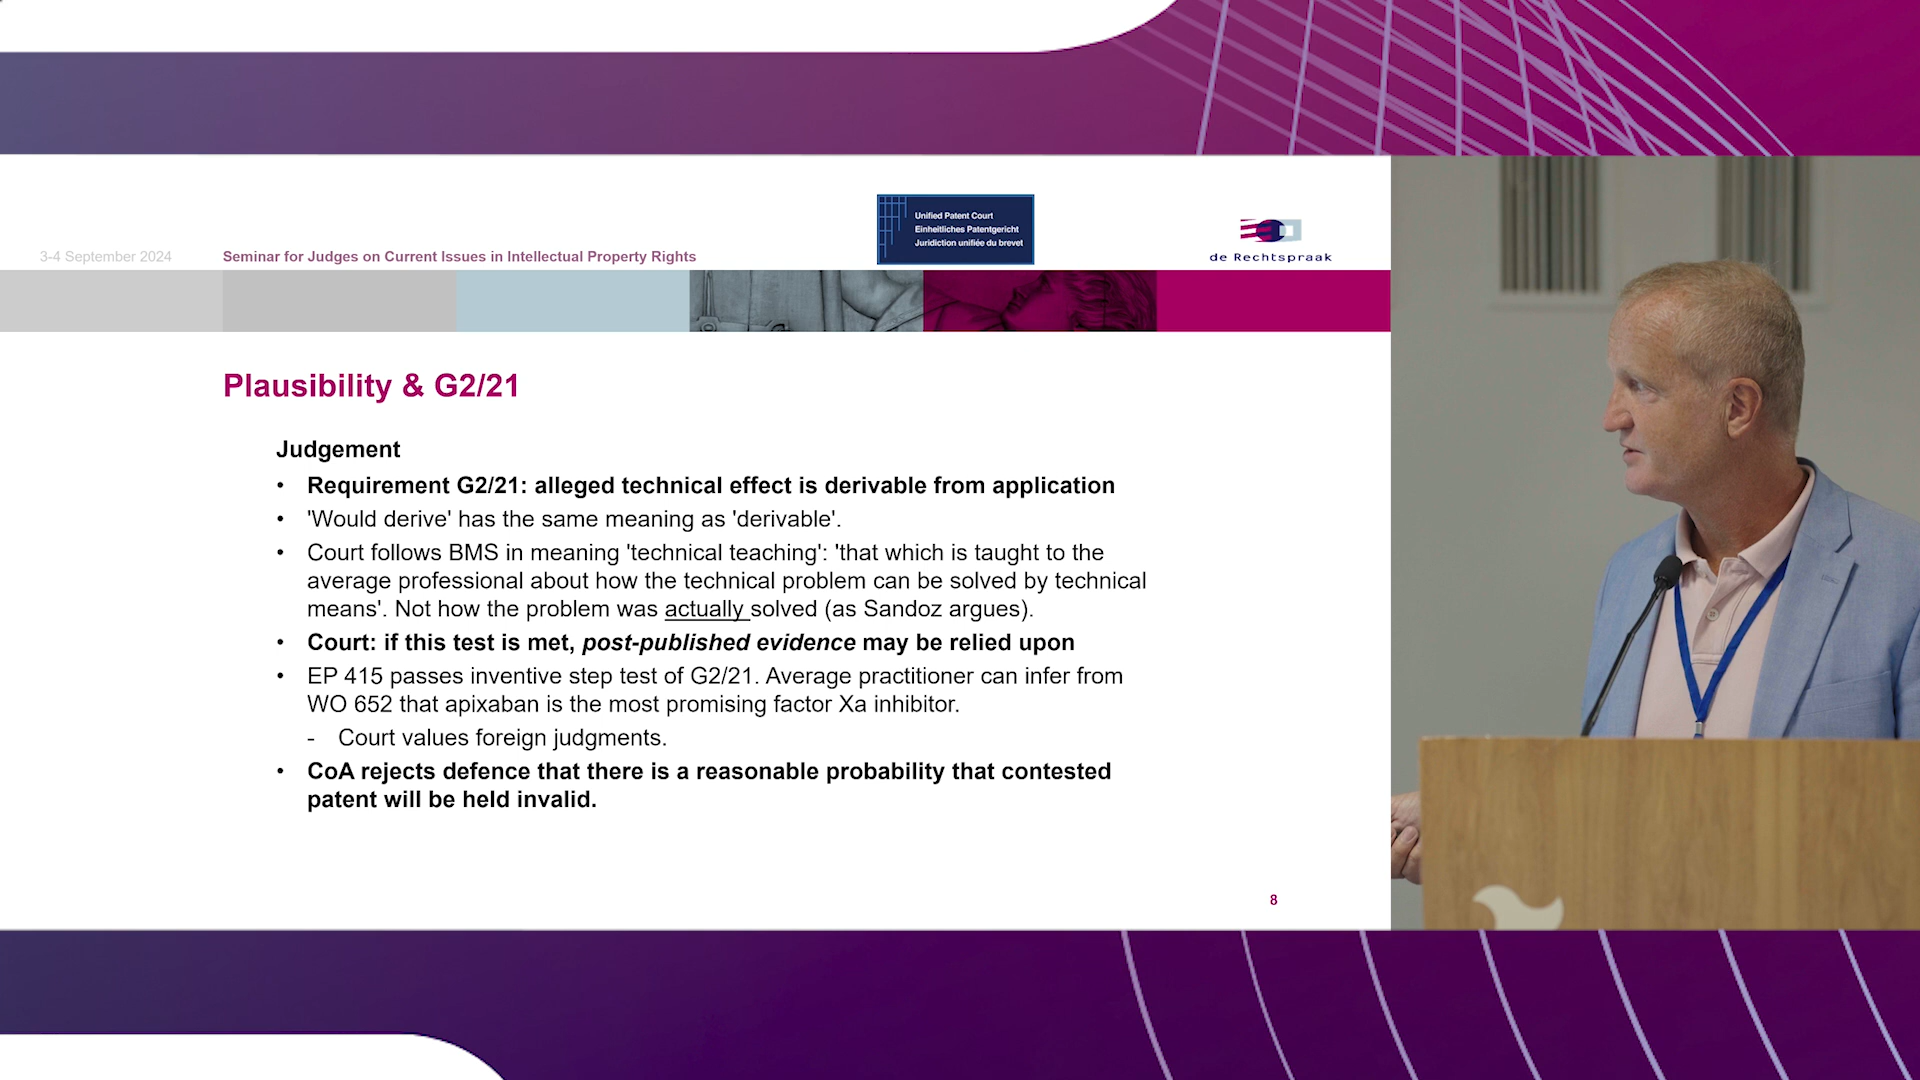 Unified Patent Court
Einheitliches Patentgericht
Juridiction unifiée du brevet
de Rechtspraak
3-4 September 2024
Seminar for Judges on Current Issues in Intellectual Property Rights
Plausibility & G2/21
Judgement
• Requirement G2/21: alleged technical effect is derivable from application
• 'Would derive' has the same meaning as 'derivable'.
• Court follows BMS in meaning 'technical teaching': 'that which is taught to the
average professional about how the technical problem can be solved by technical
means'. Not how the problem was actually solved (as Sandoz argues).
• Court: if this test is met, post-published evidence may be relied upon
• EP 415 passes inventive step test of G2/21. Average practitioner can infer from
WO 652 that apixaban is the most promising factor Xa inhibitor.
- Court values foreign judgments.
• CoA rejects defence that there is a reasonable probability that contested
patent will be held invalid.
8